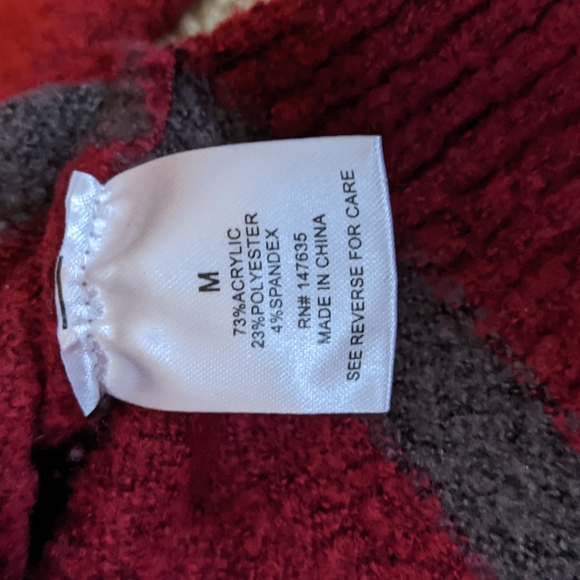 M
73%ACRYLIC
23%POLYESTER
4%SPANDEX
RN# 147635
MADE IN CHINA
SEE REVERSE FOR CARE